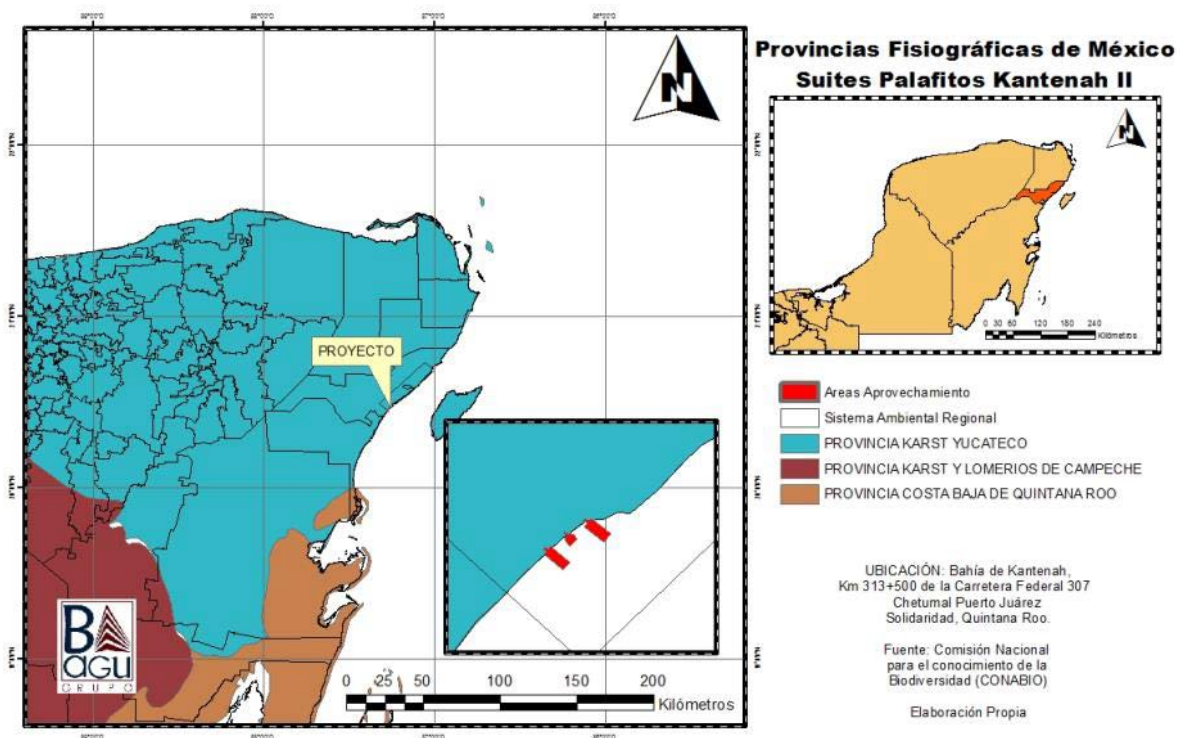 Provincias Fisiográficas de México
Suites Palafitos Kantenah II
N
N
PROYECTO
0 30 60 120 180 240
Kilómetros
Areas Aprovechamiento
Sistema Ambiental Regional
PROVINCIA KARST YUCATECO
PROVINCIA KARST Y LOMERIOS DE CAMPECHE
PROVINCIA COSTA BAJA DE QUINTANA ROO
UBICACIÓN: Bahía de Kantenah,
Km 313+500 de la Carretera Federal 307
Chetumal Puerto Juárez
Solidaridad, Quintana Roo.
Fuente: Comisión Nacional
para el conocimiento de la
Biodiversidad (CONABIO)
Elaboración Propia
BAGU
GRUPO
0 25 50 100 150 200
Kilómetros